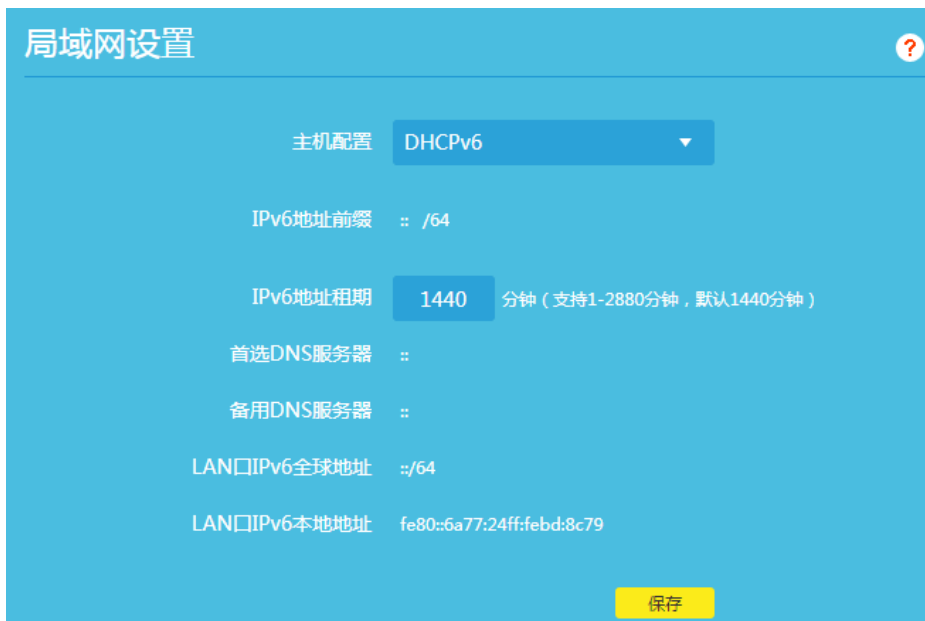 局域网设置
?
主机配置 DHCPv6
IPv6地址前缀 :: /64
IPv6地址租期 1440 分钟(支持1-2880分钟,默认1440分钟)
首选DNS服务器 ::
备用DNS服务器 ::
LAN口IPv6全球地址 ::/64
LAN口IPv6本地地址 fe80::6a77:24ff:febd:8c79
保存